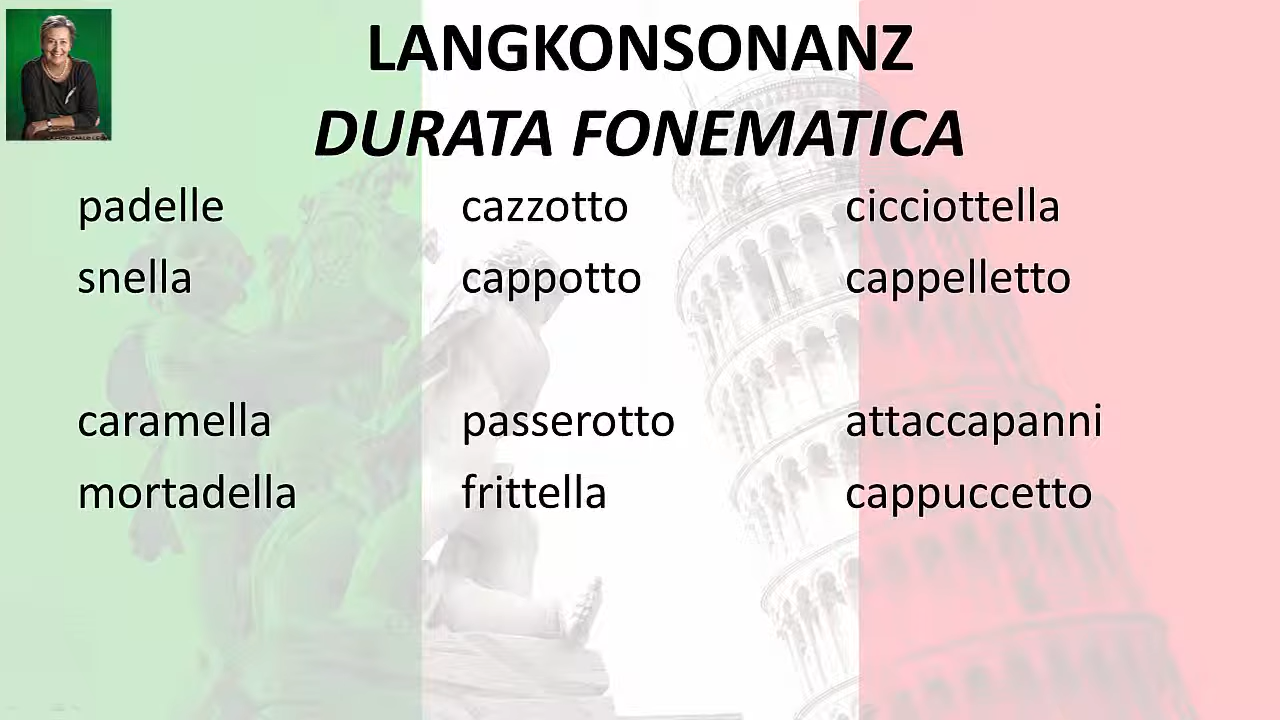 LANGKONSONANZ
DURATA FONEMATICA
padelle cazzotto cicciottella
snella cappotto cappelletto
caramella passerotto attaccapanni
mortadella frittella cappuccetto